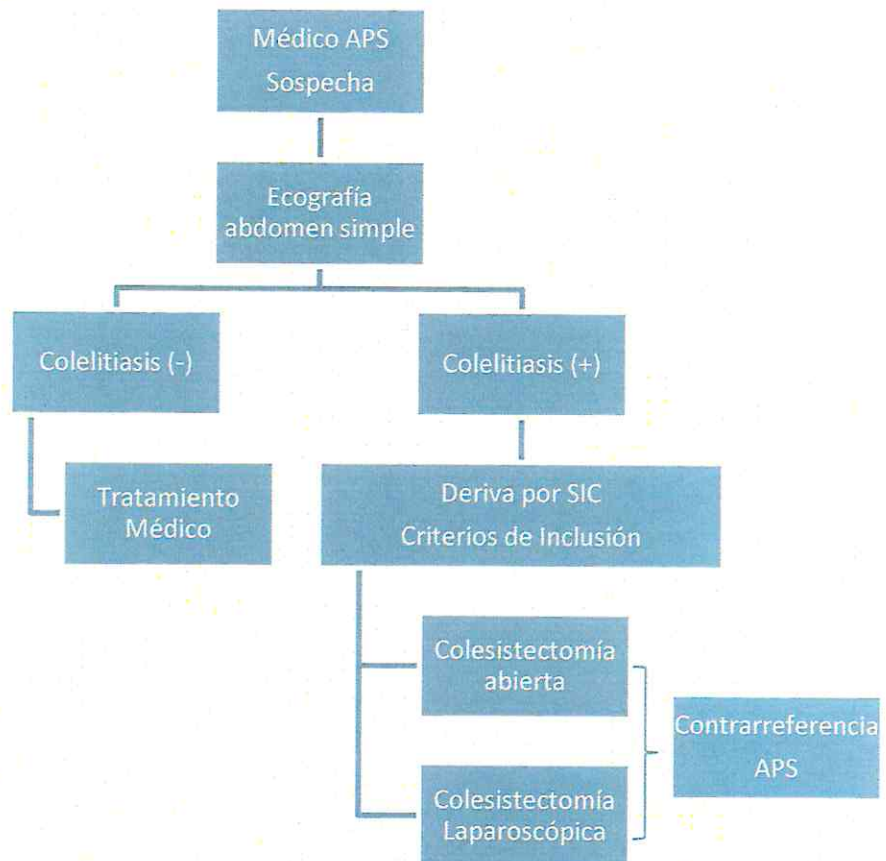 Médico APS
Sospecha
Ecografía
abdomen simple
Colelitiasis (-)
Colelitiasis (+)
Tratamiento
Médico
Deriva por SIC
Criterios de Inclusión
Colesistectomía
abierta
Colesistectomía
Laparoscópica
Contrarreferencia
APS